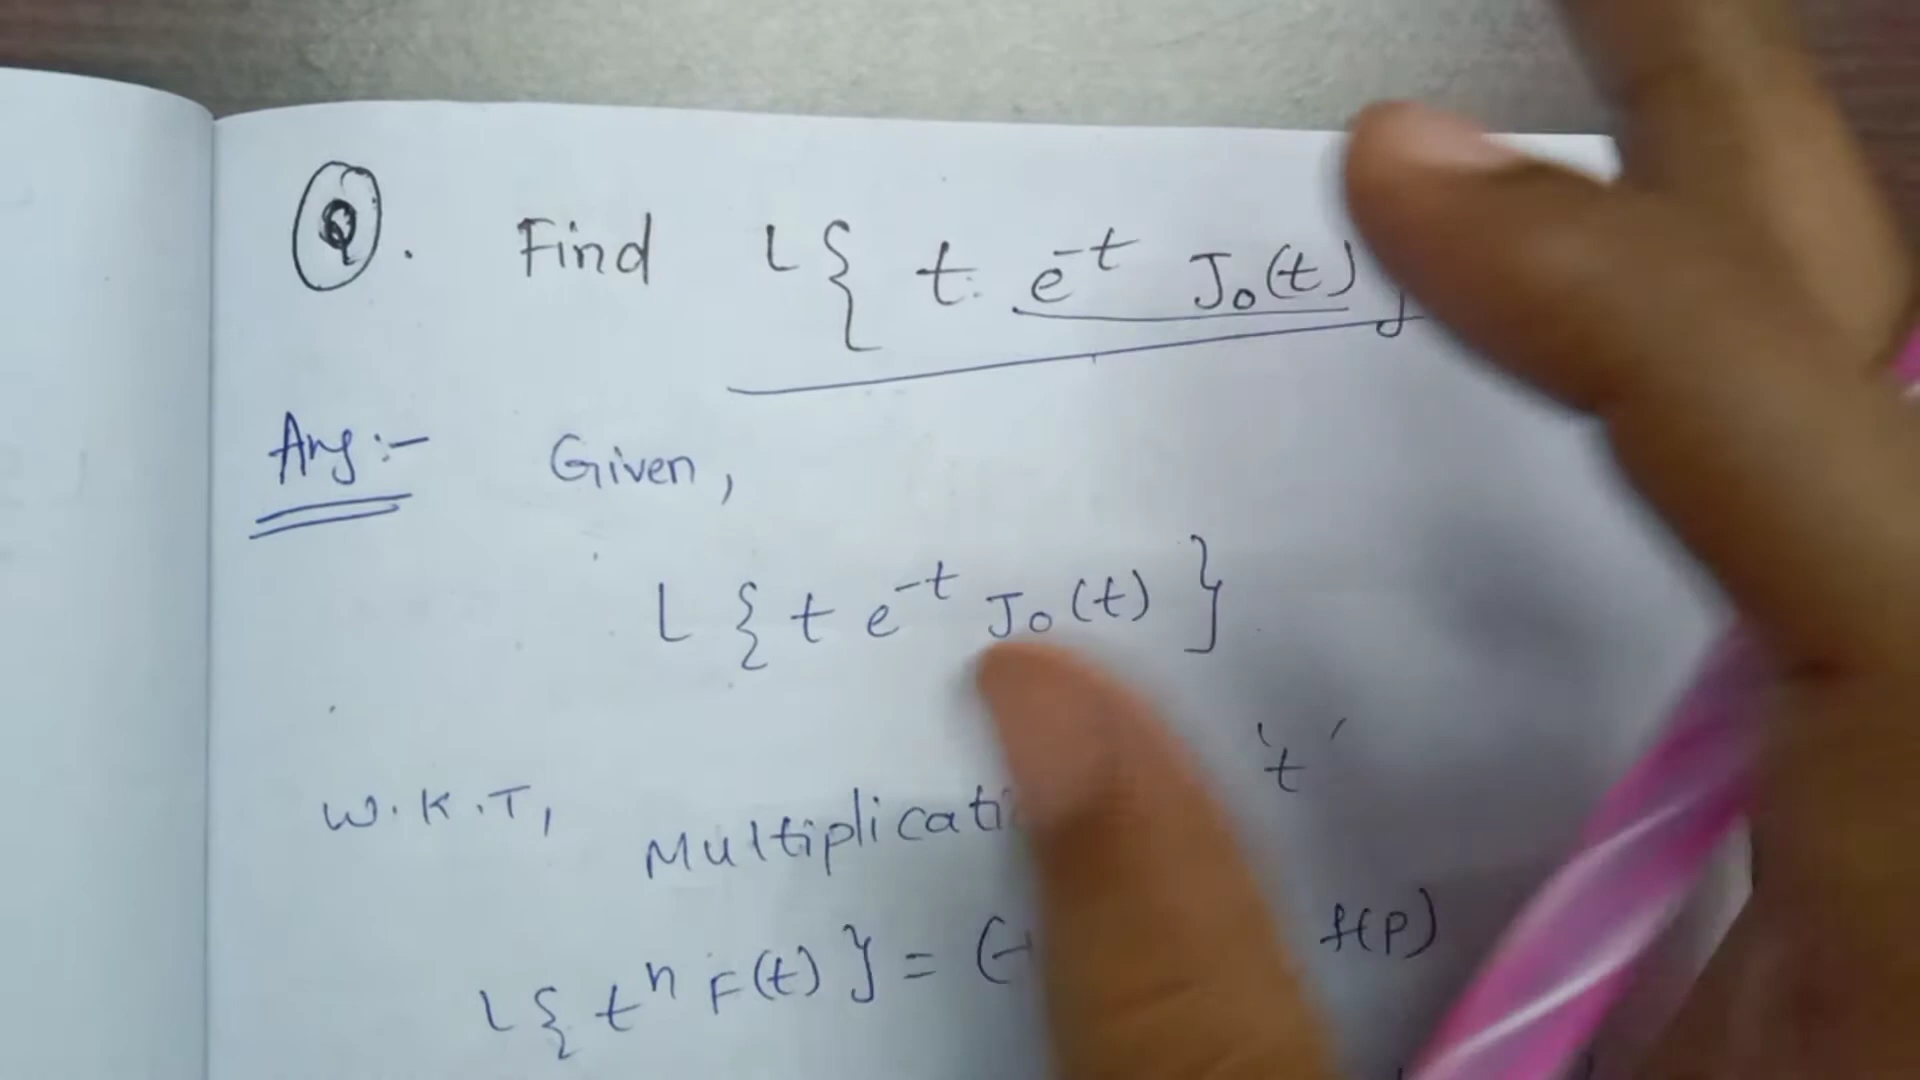 Q. Find L{ t e^-t J₀(t) }
Ans:- Given,
L { t e^-t J₀(t) }
't'
W.K.T, Multiplicati
L{ t^n F(t) } = (- f(p)